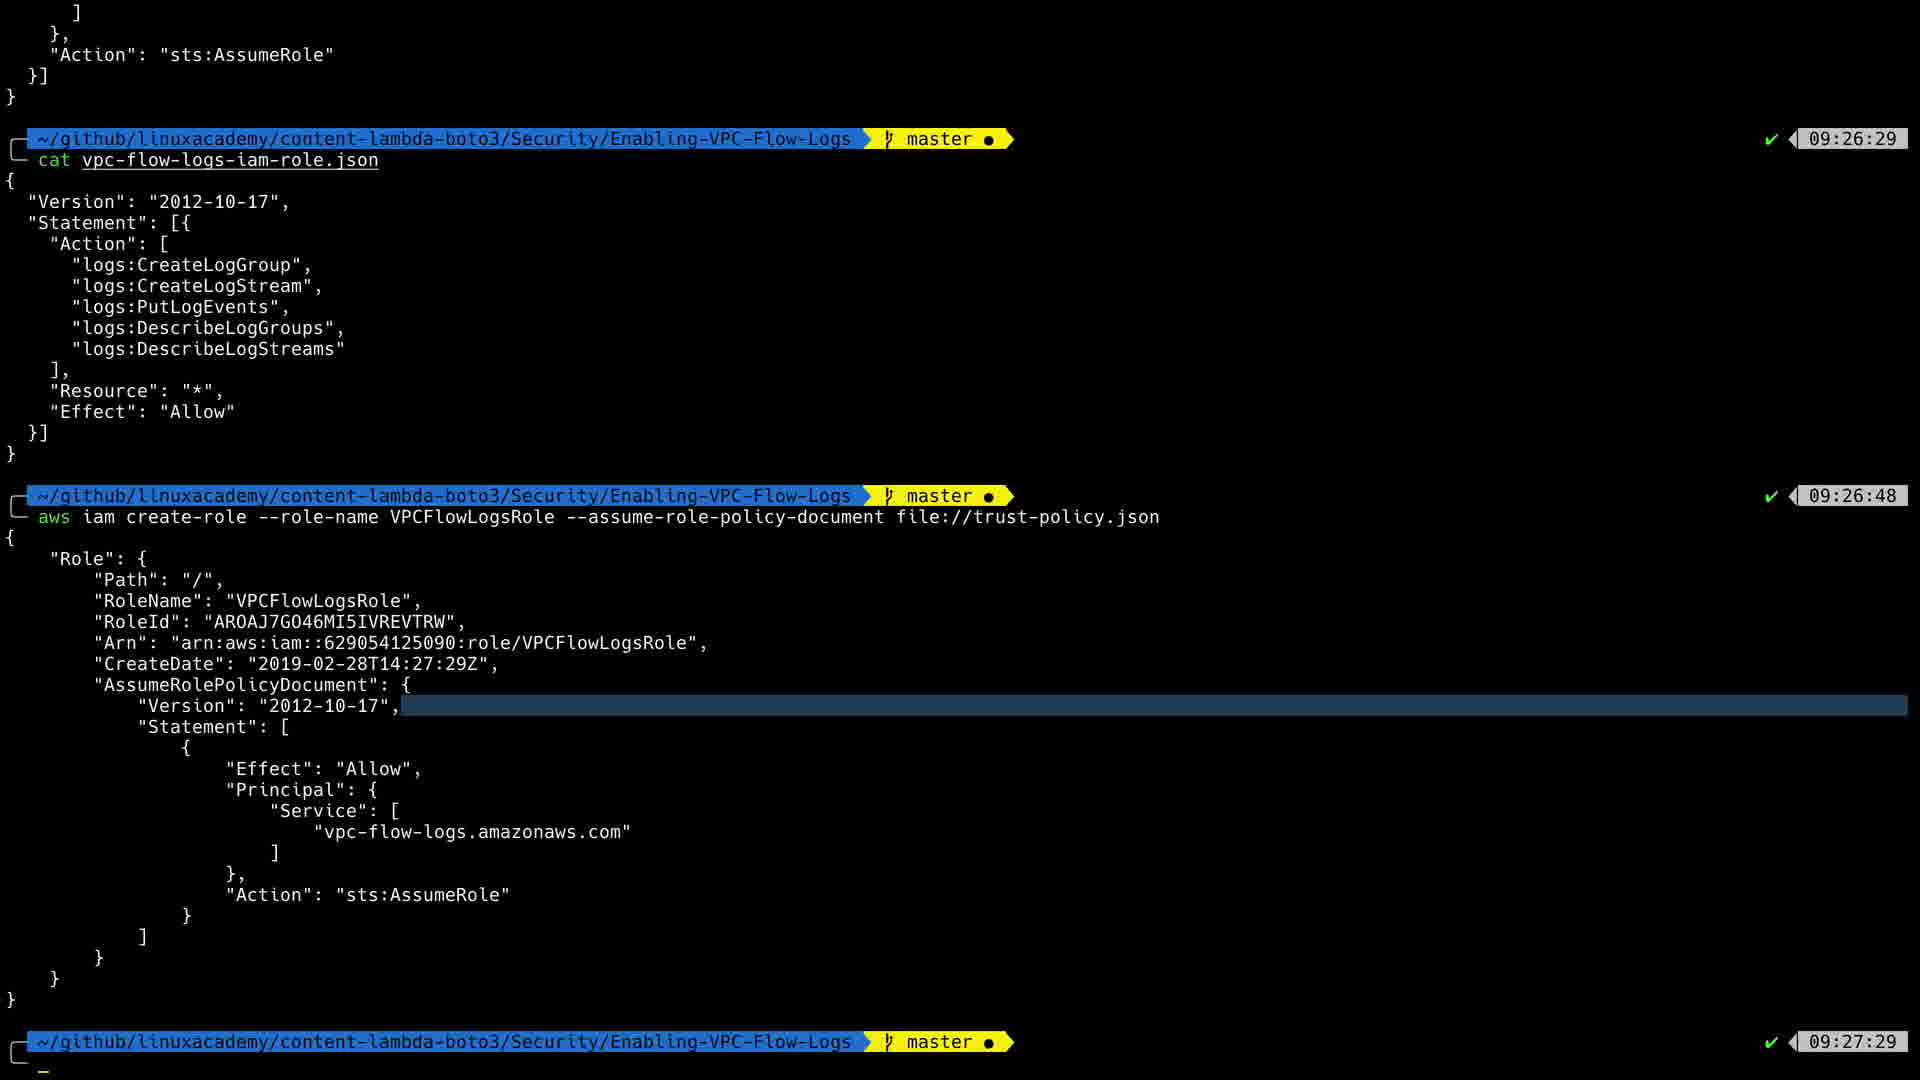 ]
    },
    "Action": "sts:AssumeRole"
  }]
}
~/github/linuxacademy/content-lambda-boto3/Security/Enabling-VPC-Flow-Logs master ● ✔ 09:26:29
cat vpc-flow-logs-iam-role.json
{
  "Version": "2012-10-17",
  "Statement": [{
    "Action": [
      "logs:CreateLogGroup",
      "logs:CreateLogStream",
      "logs:PutLogEvents",
      "logs:DescribeLogGroups",
      "logs:DescribeLogStreams"
    ],
    "Resource": "*",
    "Effect": "Allow"
  }]
}
~/github/linuxacademy/content-lambda-boto3/Security/Enabling-VPC-Flow-Logs master ● ✔ 09:26:48
aws iam create-role --role-name VPCFlowLogsRole --assume-role-policy-document file://trust-policy.json
{
    "Role": {
        "Path": "/",
        "RoleName": "VPCFlowLogsRole",
        "RoleId": "AROAJ7GO46MI5IVREVTRW",
        "Arn": "arn:aws:iam::629054125090:role/VPCFlowLogsRole",
        "CreateDate": "2019-02-28T14:27:29Z",
        "AssumeRolePolicyDocument": {
            "Version": "2012-10-17",
            "Statement": [
                {
                    "Effect": "Allow",
                    "Principal": {
                        "Service": [
                            "vpc-flow-logs.amazonaws.com"
                        ]
                    },
                    "Action": "sts:AssumeRole"
                }
            ]
        }
    }
}
~/github/linuxacademy/content-lambda-boto3/Security/Enabling-VPC-Flow-Logs master ● ✔ 09:27:29